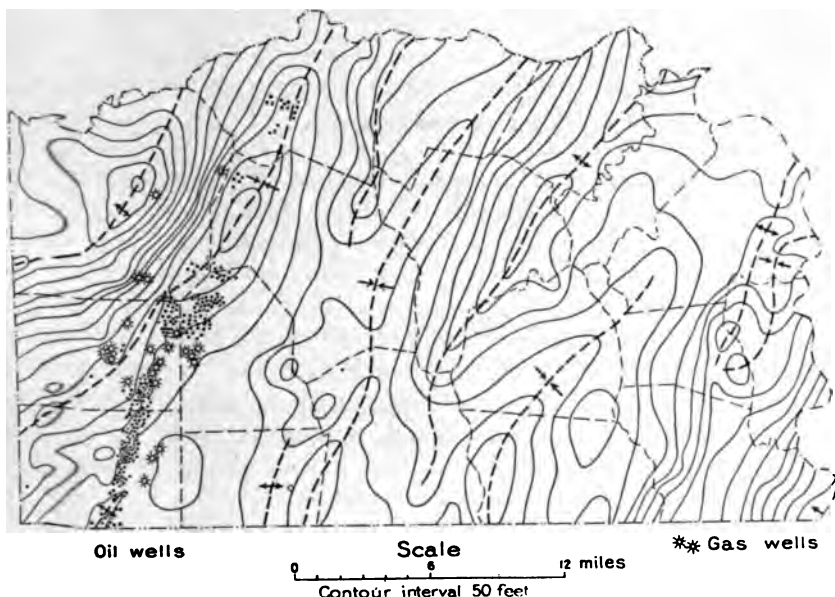 Oil wells
Scale
Gas wells
0 6 12 miles
Contour interval 50 feet